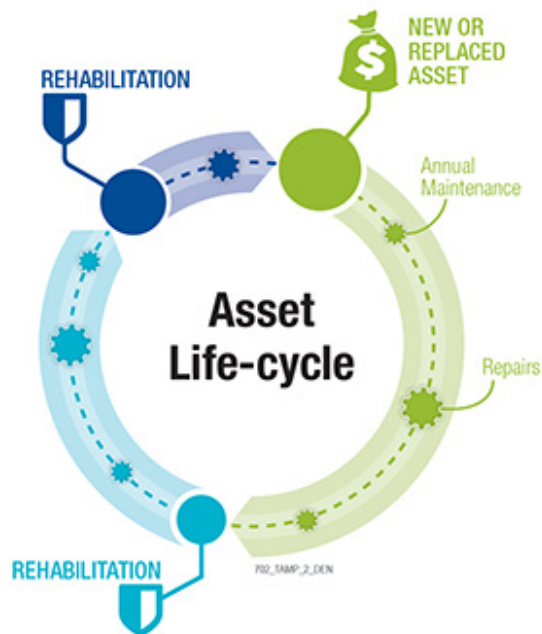 NEW OR
REPLACED
ASSET
REHABILITATION
Annual
Maintenance
Asset
Life-cycle
Repairs
702_TAMP_2_DEN
REHABILITATION